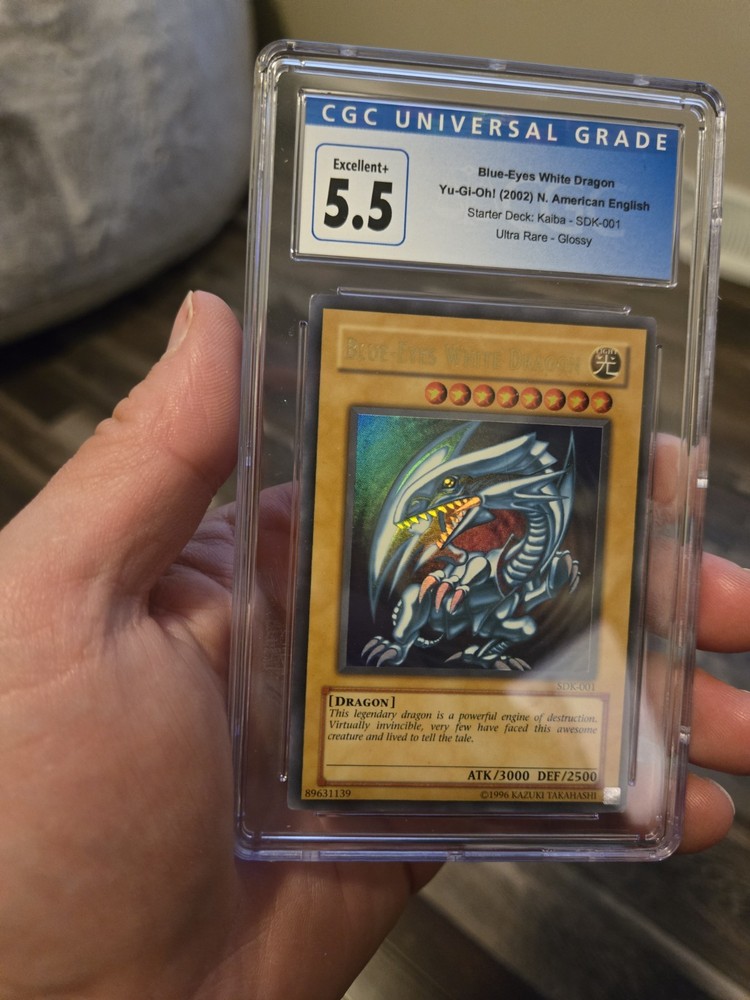 CGC UNIVERSAL GRADE
Excellent+
5.5
Blue-Eyes White Dragon
Yu-Gi-Oh! (2002) N. American English
Starter Deck: Kaiba - SDK-001
Ultra Rare - Glossy
BLUE-EYES WHITE DRAGON
LIGHT
光
SDK-001
[DRAGON]
This legendary dragon is a powerful engine of destruction.
Virtually invincible, very few have faced this awesome
creature and lived to tell the tale.
ATK/3000 DEF/2500
89631139
©1996 KAZUKI TAKAHASHI